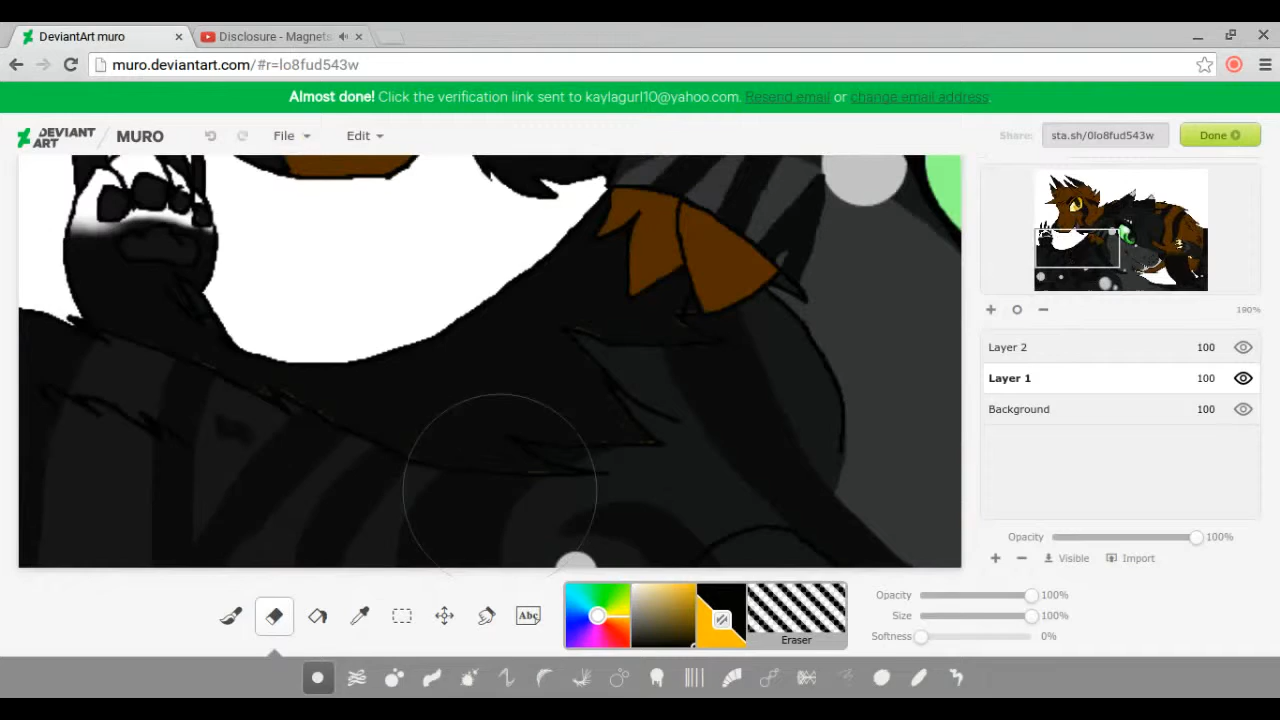 DeviantArt muro
Disclosure - Magnets
muro.deviantart.com/#r=lo8fud543w
Almost done! Click the verification link sent to kaylagurl10@yahoo.com. Resend email or change email address.
DEVIANT ART / MURO File Edit Share: sta.sh/0lo8fud543w Done
190%
Layer 2 100
Layer 1 100
Background 100
Opacity 100%
Visible Import
Abc
Eraser
Opacity 100%
Size 100%
Softness 0%